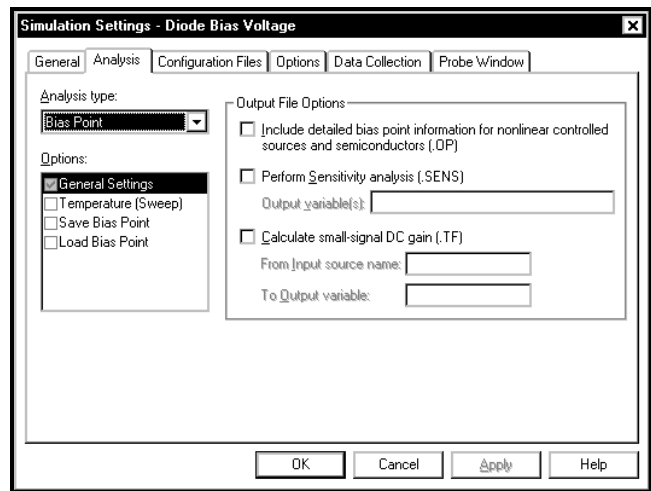 Simulation Settings - Diode Bias Voltage
General Analysis Configuration Files Options Data Collection Probe Window
Analysis type:
Bias Point
Options:
General Settings
Temperature (Sweep)
Save Bias Point
Load Bias Point
Output File Options
Include detailed bias point information for nonlinear controlled
sources and semiconductors (.OP)
Perform Sensitivity analysis (.SENS)
Output variable(s):
Calculate small-signal DC gain (.TF)
From Input source name:
To Output variable:
OK Cancel Apply Help